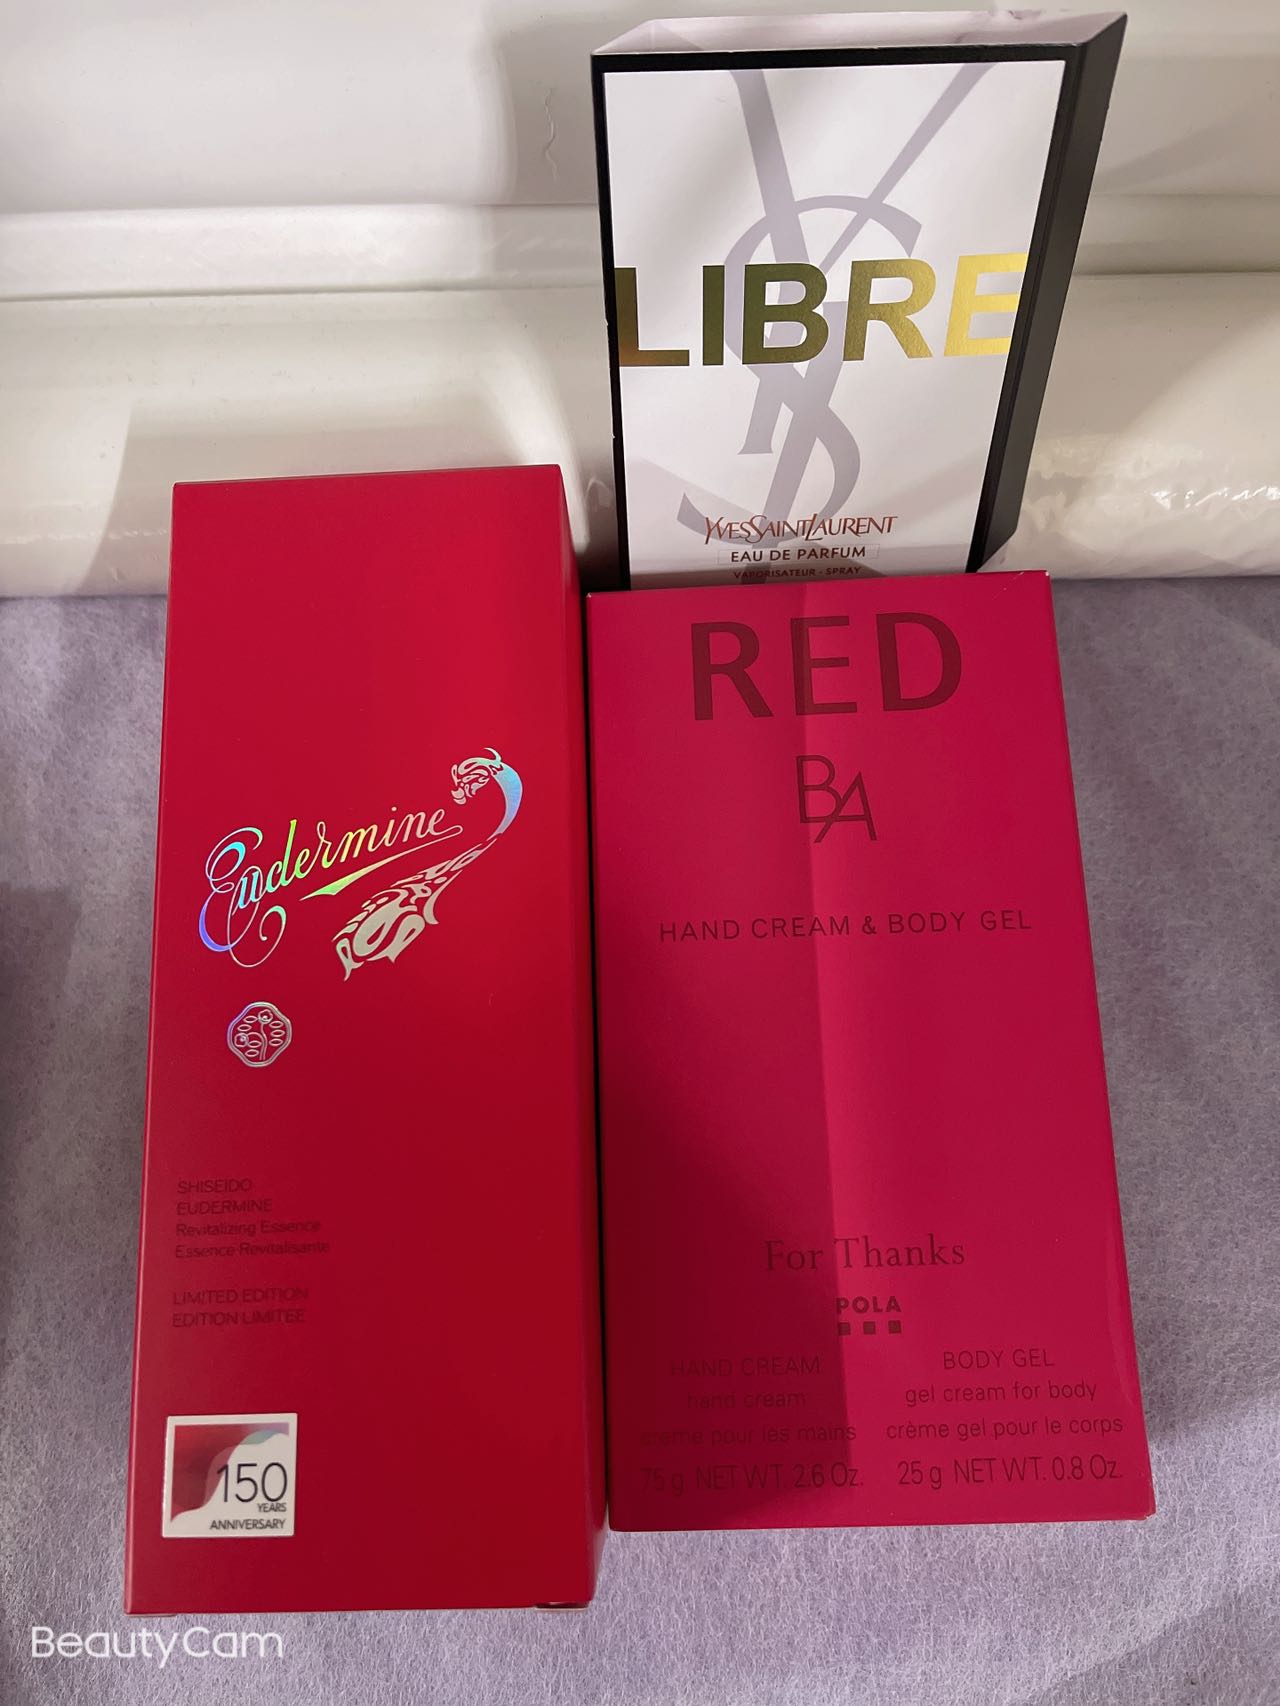 LIBRE
YVESSAINTLAURENT
EAU DE PARFUM
VAPORISATEUR - SPRAY
Eudermine
SHISEIDO
EUDERMINE
Revitalizing Essence
Essence Revitalisante
LIMITED EDITION
EDITION LIMITEE
150
YEARS
ANNIVERSARY
RED
BA
HAND CREAM & BODY GEL
For Thanks
POLA
HAND CREAM
hand cream
crème pour les mains
75 g NET WT. 2.6 Oz.
BODY GEL
gel cream for body
crème gel pour le corps
25 g NET WT. 0.8 Oz.
BeautyCam